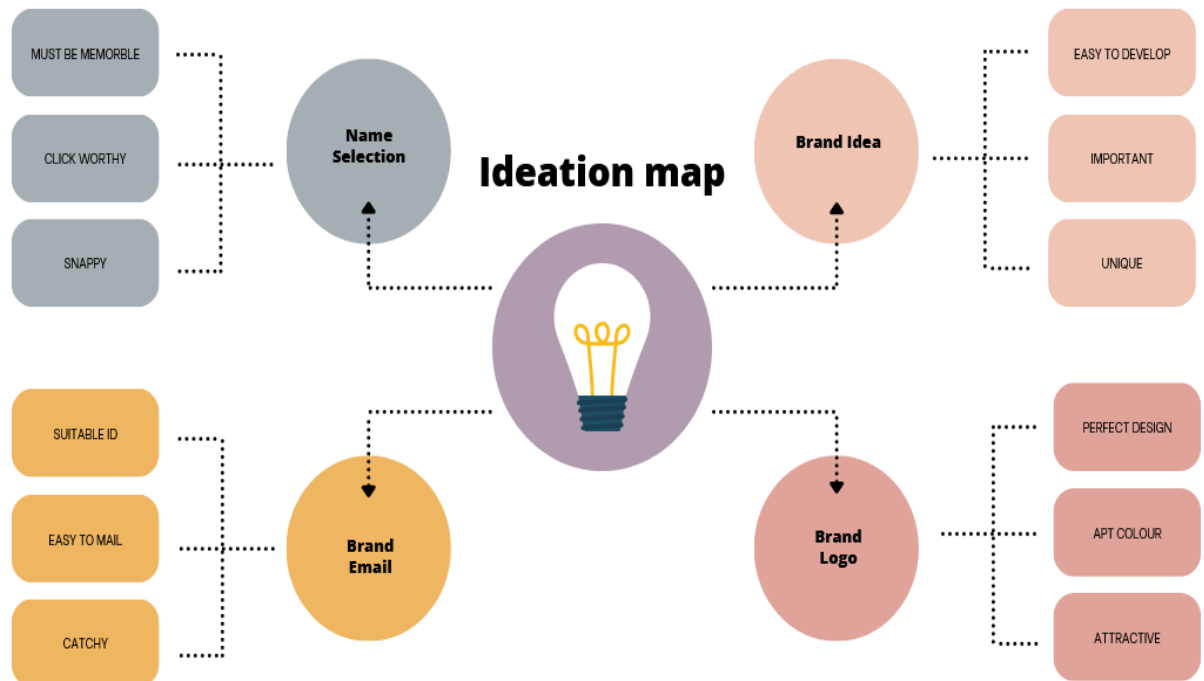 Ideation map
MUST BE MEMORBLE
CLICK WORTHY
SNAPPY
Name
Selection
Brand Idea
EASY TO DEVELOP
IMPORTANT
UNIQUE
SUITABLE ID
EASY TO MAIL
CATCHY
Brand
Email
Brand
Logo
PERFECT DESIGN
APT COLOUR
ATTRACTIVE